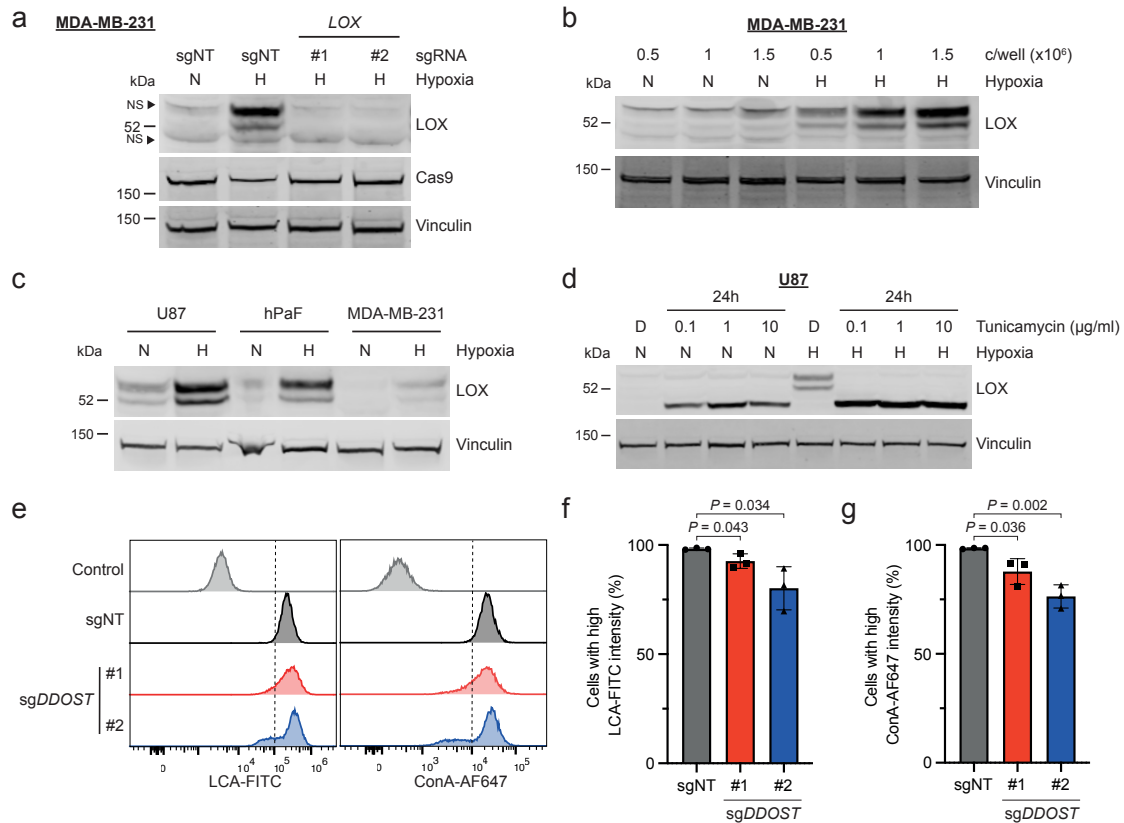 a
MDA-MB-231
LOX
sgNT sgNT #1 #2 sgRNA
kDa N H H H Hypoxia
NS
52
NS
LOX
150
Cas9
150
Vinculin
b
MDA-MB-231
0.5 1 1.5 0.5 1 1.5 c/well (x10⁶)
kDa N N N H H H Hypoxia
52
LOX
150
Vinculin
c
U87 hPaF MDA-MB-231
kDa N H N H N H Hypoxia
52
LOX
150
Vinculin
d
U87
24h 24h
D 0.1 1 10 D 0.1 1 10 Tunicamycin (µg/ml)
kDa N N N N H H H H Hypoxia
52
LOX
150
Vinculin
e
Control
sgNT
#1
sgDDOST
#2
0 10⁴ 10⁵ 10⁶
LCA-FITC
0 10³ 10⁴ 10⁵
ConA-AF647
f
P = 0.034
P = 0.043
Cells with high
LCA-FITC intensity (%)
100
50
0
sgNT #1 #2
sgDDOST
g
P = 0.002
P = 0.036
Cells with high
ConA-AF647 intensity (%)
100
50
0
sgNT #1 #2
sgDDOST